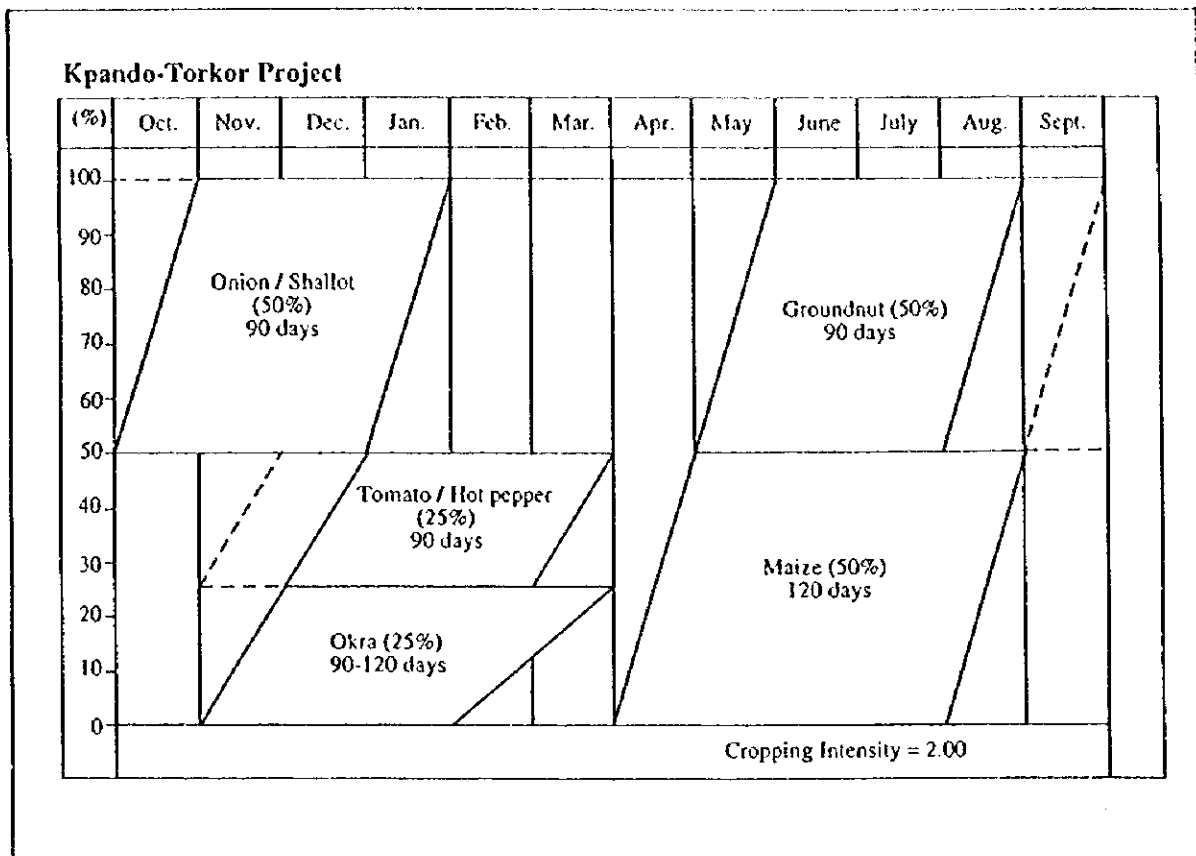 Kpando-Torkor Project
(%) Oct. Nov. Dec. Jan. Feb. Mar. Apr. May June July Aug. Sept.
100
90
80
70
60
50
40
30
20
10
0
Onion / Shallot
(50%)
90 days
Groundnut (50%)
90 days
Tomato / Hot pepper
(25%)
90 days
Maize (50%)
120 days
Okra (25%)
90-120 days
Cropping Intensity = 2.00